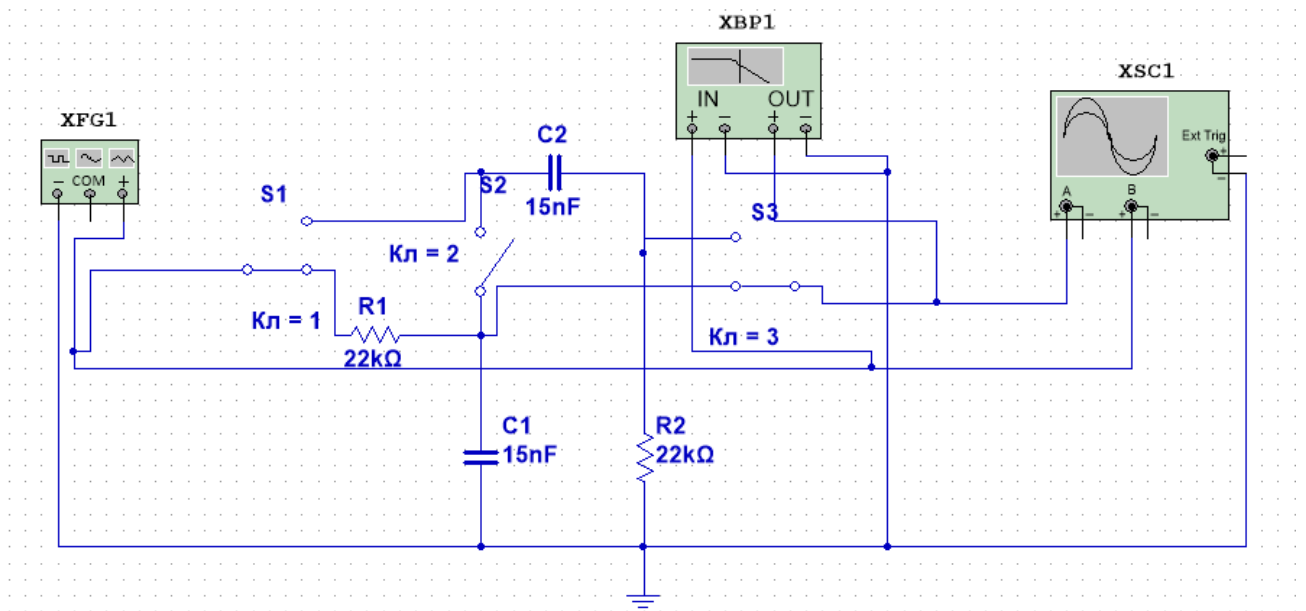 XBP1
IN OUT
+ − + −
XSC1
Ext Trig
+
−
A B
+ − + −
XFG1
− COM +
C2
15nF
S1
S2
S3
Кл = 2
R1
Кл = 1
22kΩ
Кл = 3
C1
15nF
R2
22kΩ